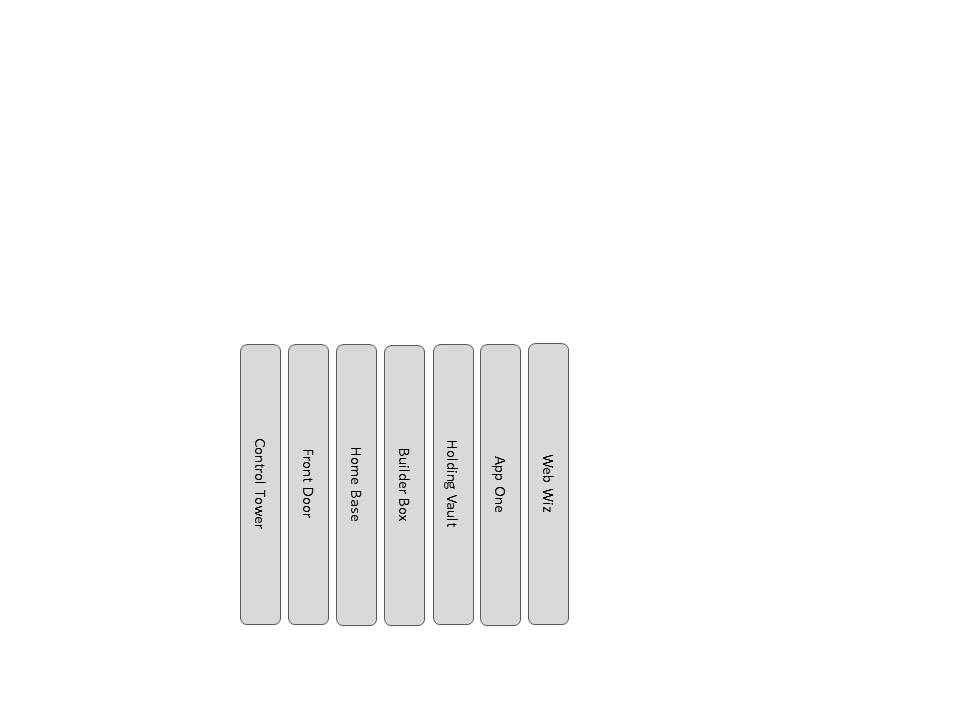 Control Tower
Front Door
Home Base
Builder Box
Holding Vault
App One
Web Wiz